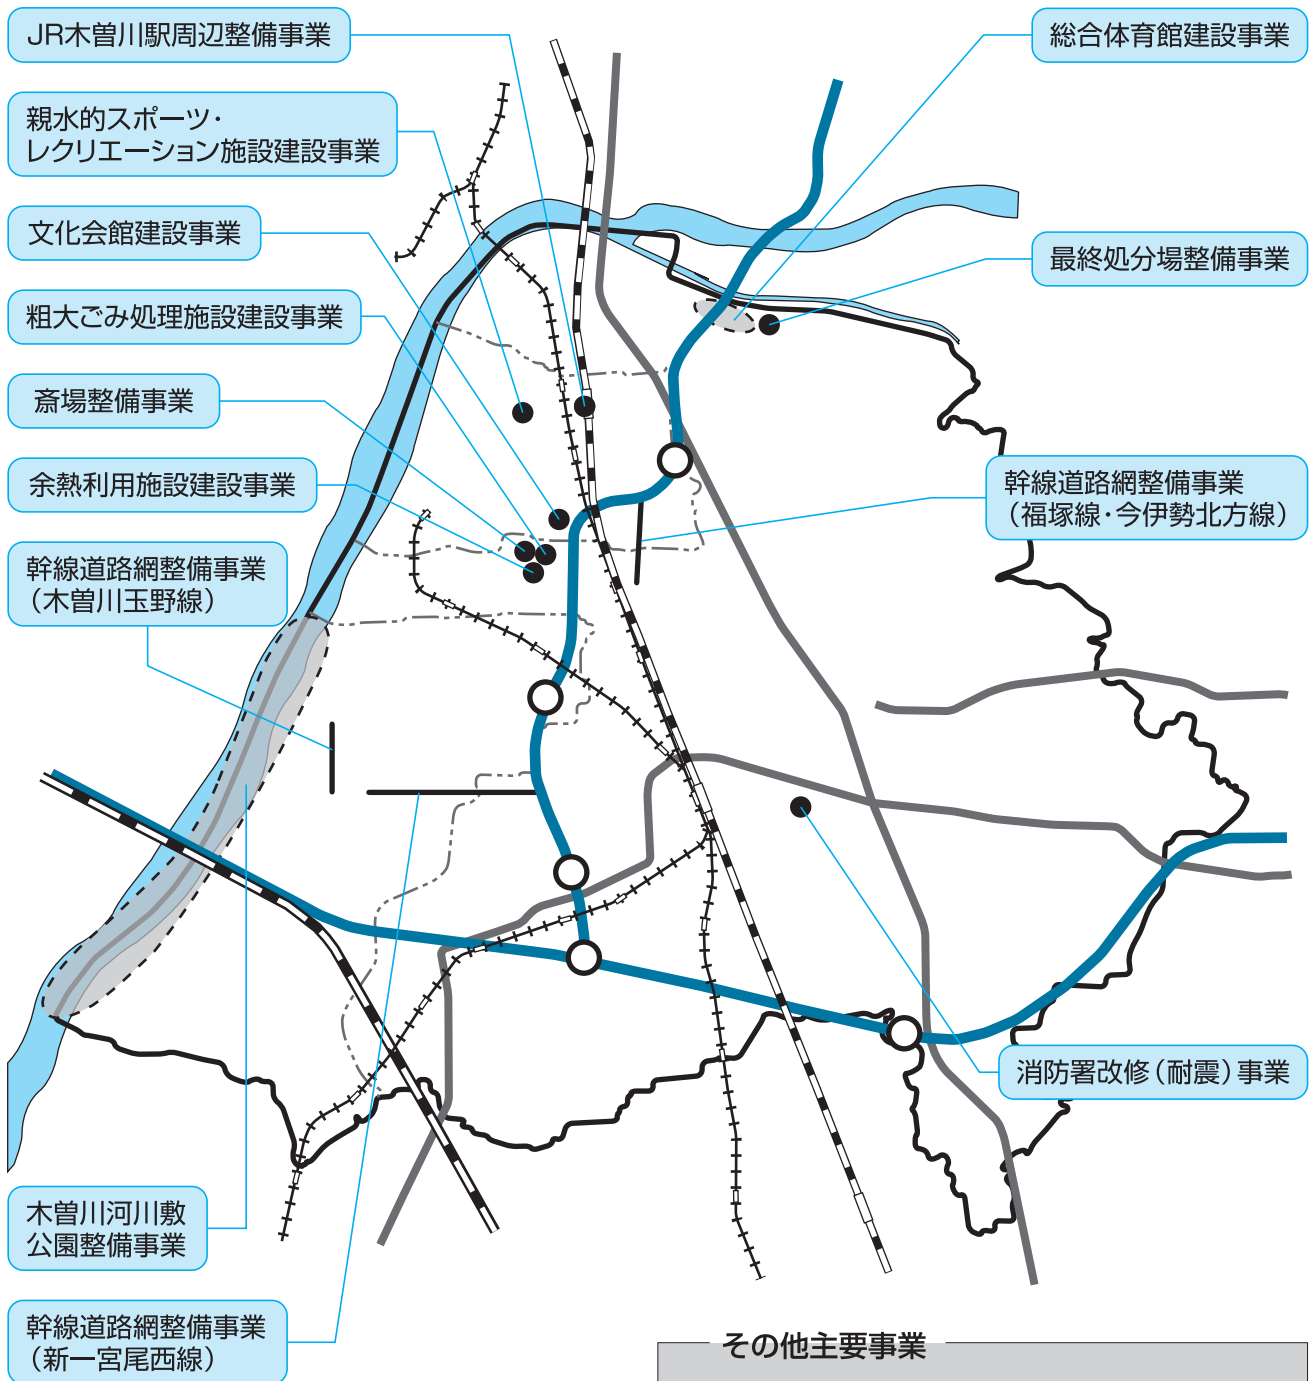 JR木曽川駅周辺整備事業
親水的スポーツ・
レクリエーション施設建設事業
文化会館建設事業
粗大ごみ処理施設建設事業
斎場整備事業
余熱利用施設建設事業
幹線道路網整備事業
（木曽川玉野線）
木曽川河川敷
公園整備事業
幹線道路網整備事業
（新一宮尾西線）
総合体育館建設事業
最終処分場整備事業
幹線道路網整備事業
（福塚線・今伊勢北方線）
消防署改修（耐震）事業
その他主要事業